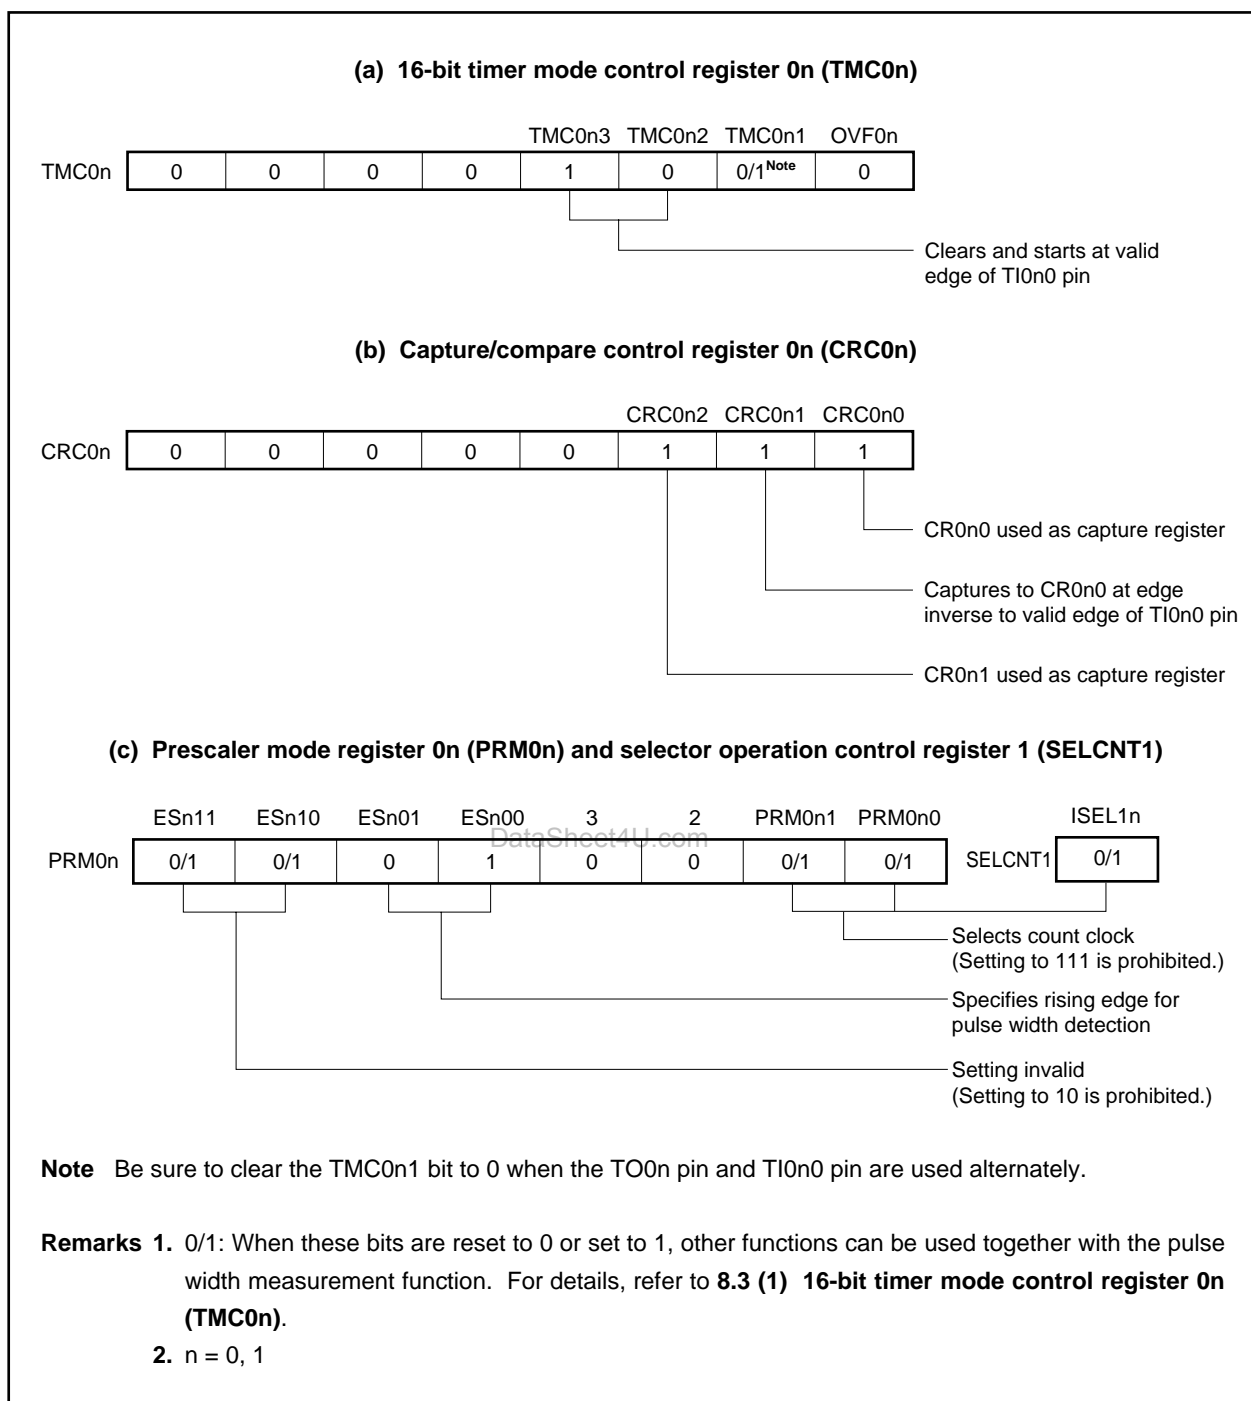 (a) 16-bit timer mode control register 0n (TMC0n)
TMC0n3 TMC0n2 TMC0n1 OVF0n
TMC0n 0 0 0 0 1 0 0/1Note 0
Clears and starts at valid
edge of TI0n0 pin
(b) Capture/compare control register 0n (CRC0n)
CRC0n2 CRC0n1 CRC0n0
CRC0n 0 0 0 0 0 1 1 1
CR0n0 used as capture register
Captures to CR0n0 at edge
inverse to valid edge of TI0n0 pin
CR0n1 used as capture register
(c) Prescaler mode register 0n (PRM0n) and selector operation control register 1 (SELCNT1)
ESn11 ESn10 ESn01 ESn00 3 2 PRM0n1 PRM0n0 ISEL1n
DataSheet4U.com
PRM0n 0/1 0/1 0 1 0 0 0/1 0/1 SELCNT1 0/1
Selects count clock
(Setting to 111 is prohibited.)
Specifies rising edge for
pulse width detection
Setting invalid
(Setting to 10 is prohibited.)
Note Be sure to clear the TMC0n1 bit to 0 when the TO0n pin and TI0n0 pin are used alternately.
Remarks 1. 0/1: When these bits are reset to 0 or set to 1, other functions can be used together with the pulse
width measurement function. For details, refer to 8.3 (1) 16-bit timer mode control register 0n
(TMC0n).
2. n = 0, 1